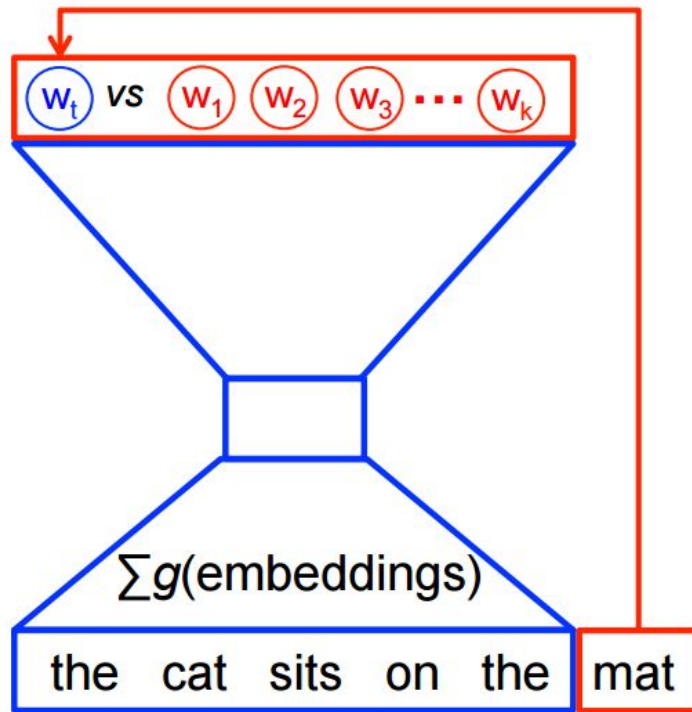 wₜ vs w₁ w₂ w₃ ··· wₖ
∑g(embeddings)
the cat sits on the mat